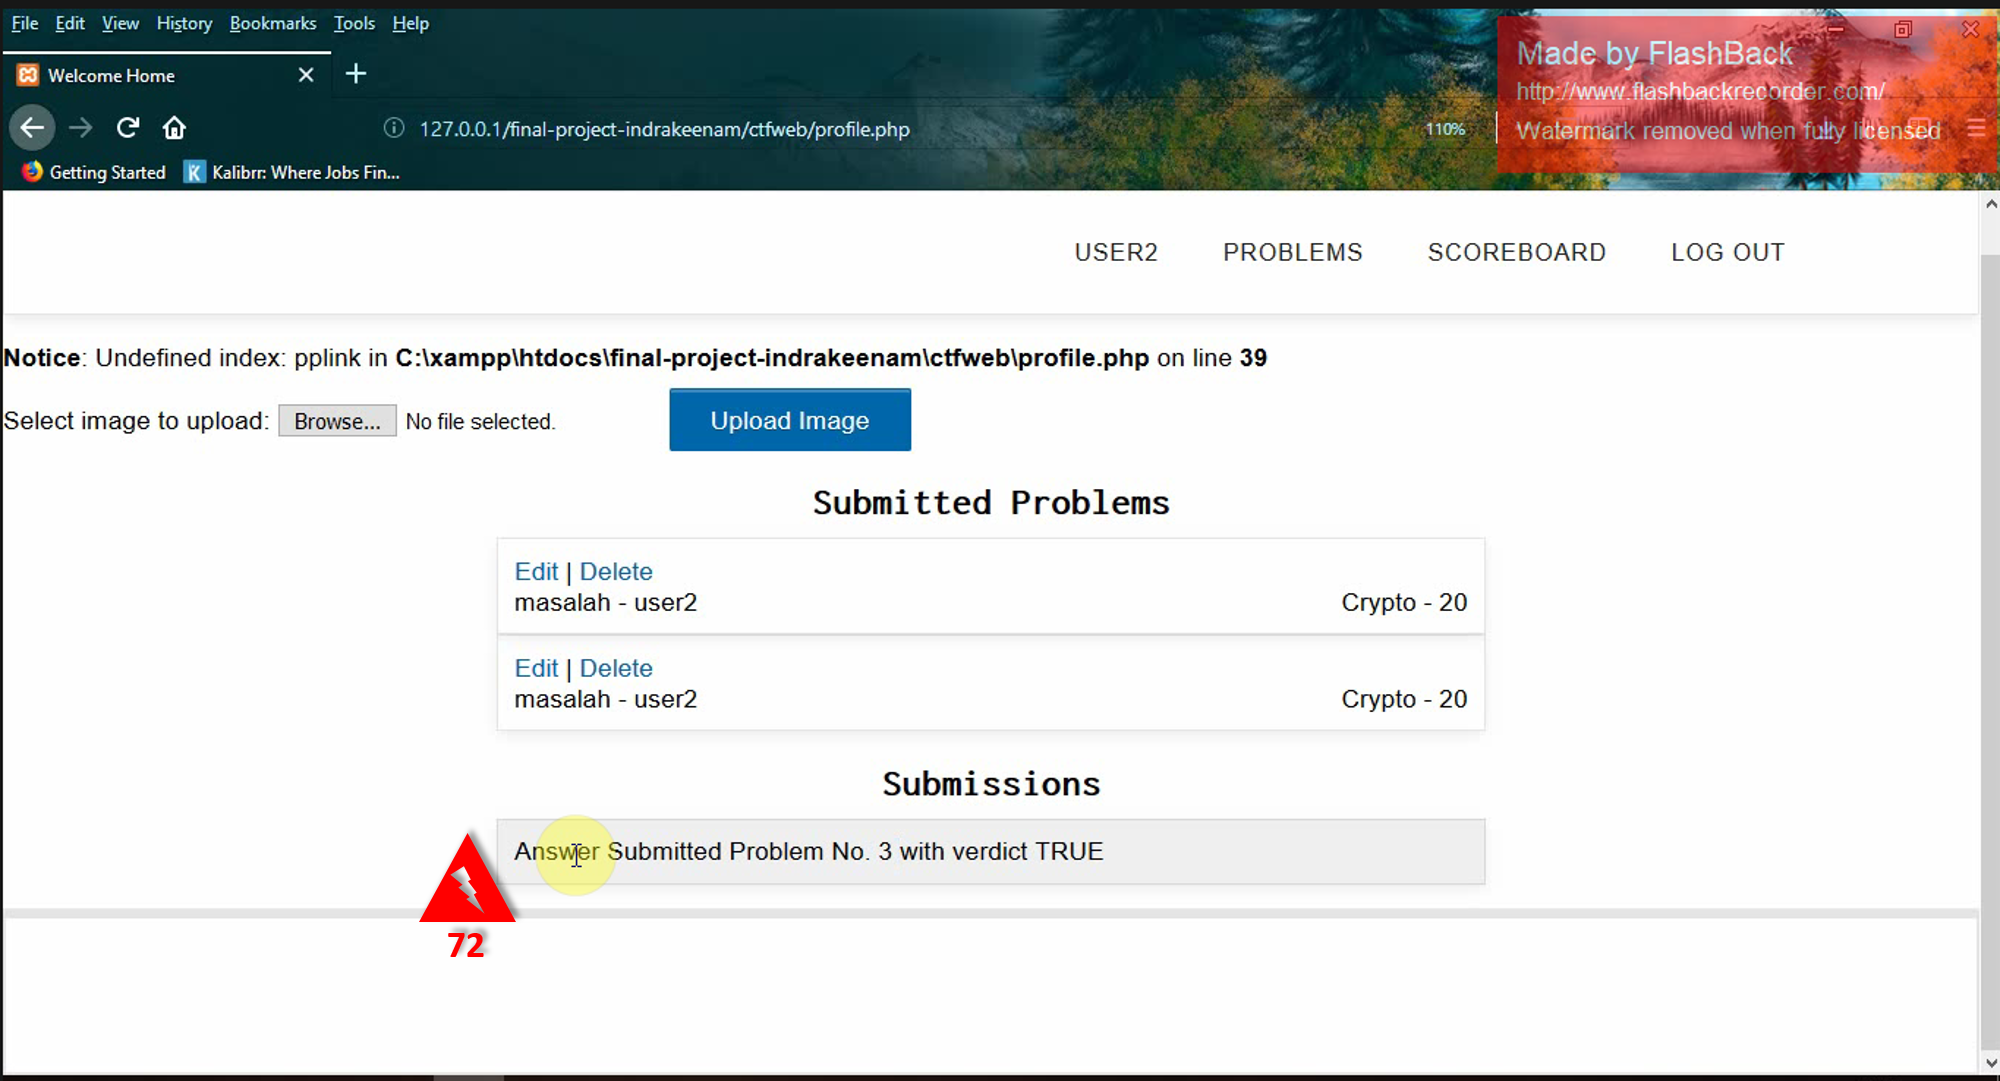 File Edit View History Bookmarks Tools Help
Made by FlashBack
Welcome Home
http://www.flashbackrecorder.com/
127.0.0.1/final-project-indrakeenam/ctfweb/profile.php 110%
Watermark removed when fully licensed
Getting Started Kalibrr: Where Jobs Fin...
USER2 PROBLEMS SCOREBOARD LOG OUT
Notice: Undefined index: pplink in C:\xampp\htdocs\final-project-indrakeenam\ctfweb\profile.php on line 39
Select image to upload: Browse... No file selected. Upload Image
Submitted Problems
Edit | Delete
masalah - user2 Crypto - 20
Edit | Delete
masalah - user2 Crypto - 20
Submissions
Answer Submitted Problem No. 3 with verdict TRUE
72